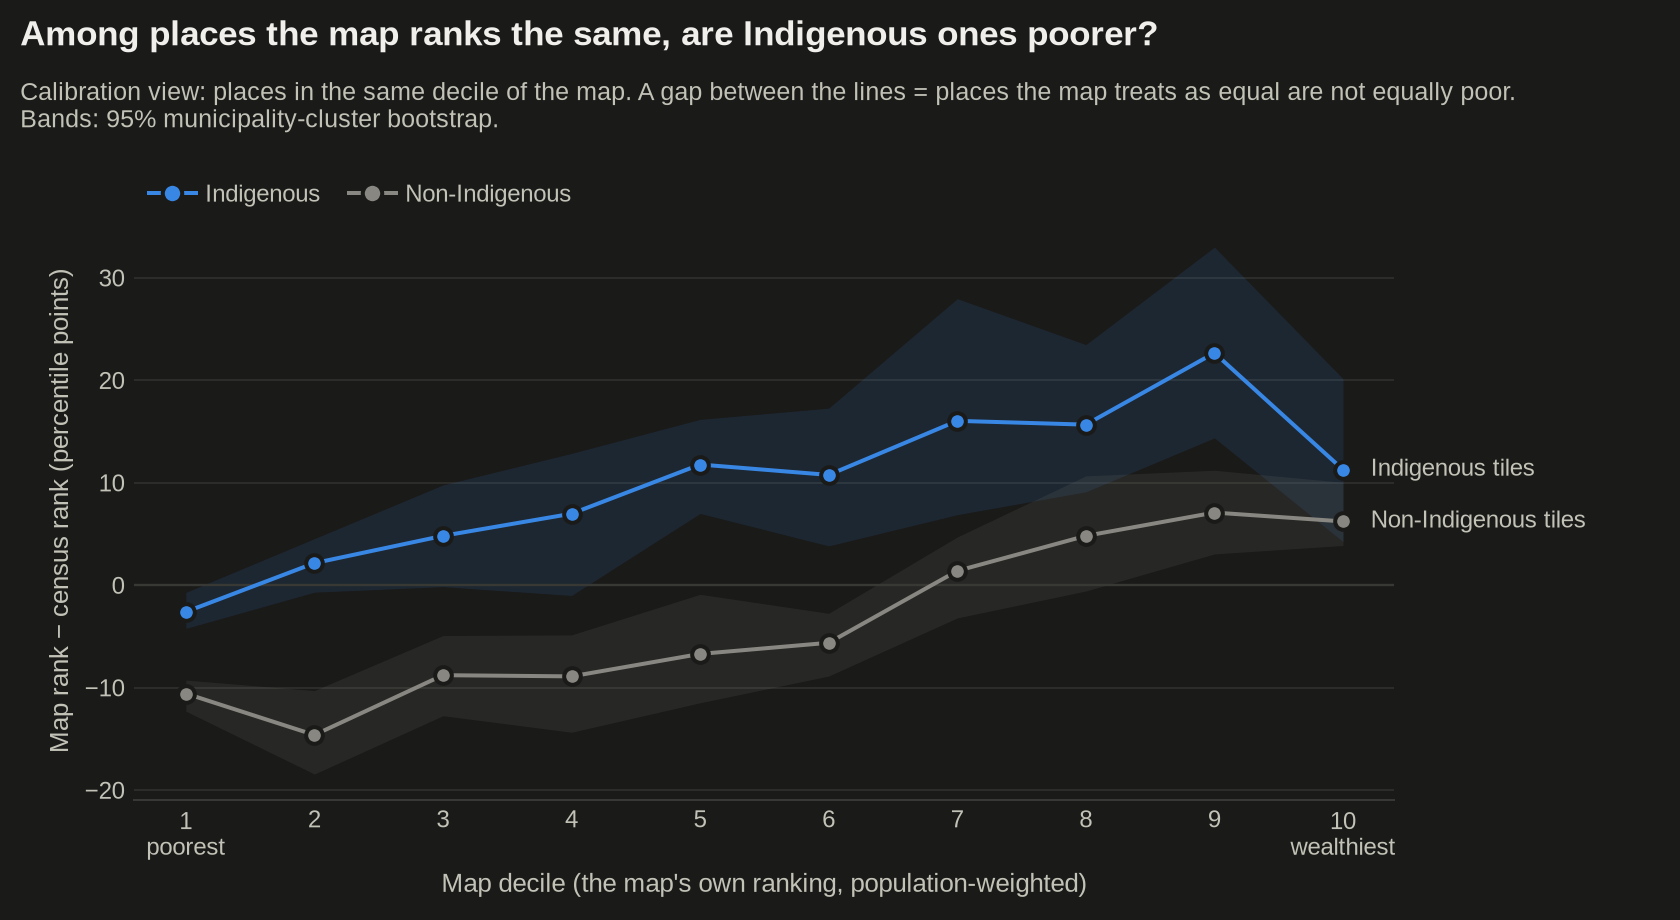 Among places the map ranks the same, are Indigenous ones poorer?
Calibration view: places in the same decile of the map. A gap between the lines = places the map treats as equal are not equally poor.
Bands: 95% municipality-cluster bootstrap.
Indigenous
Non-Indigenous
Map rank − census rank (percentile points)
30
20
10
0
−10
−20
Indigenous tiles
Non-Indigenous tiles
1
poorest
2
3
4
5
6
7
8
9
10
wealthiest
Map decile (the map's own ranking, population-weighted)